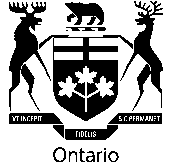 VT INCEPIT
SIC PERMANET
FIDELIS
Ontario